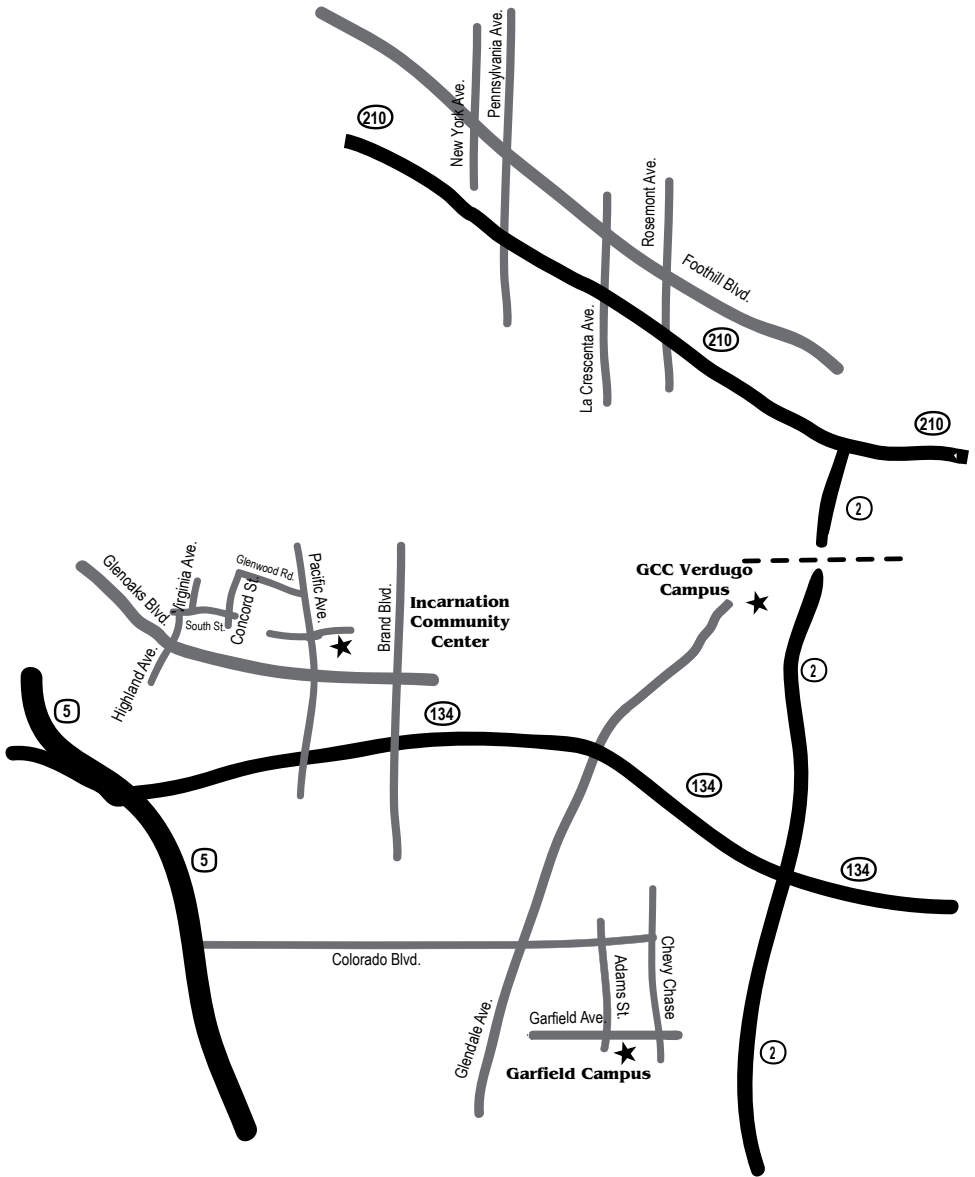 Pennsylvania Ave.
New York Ave.
210
Rosemont Ave.
Foothill Blvd.
La Crescenta Ave.
210
210
2
GCC Verdugo
Campus
Glenoaks Blvd.
Virginia Ave.
Glenwood Rd.
Pacific Ave.
Concord St.
South St.
Brand Blvd.
Incarnation
Community
Center
Highland Ave.
2
5
134
134
5
134
Colorado Blvd.
Adams St.
Chevy Chase
Garfield Ave.
Glendale Ave.
2
Garfield Campus